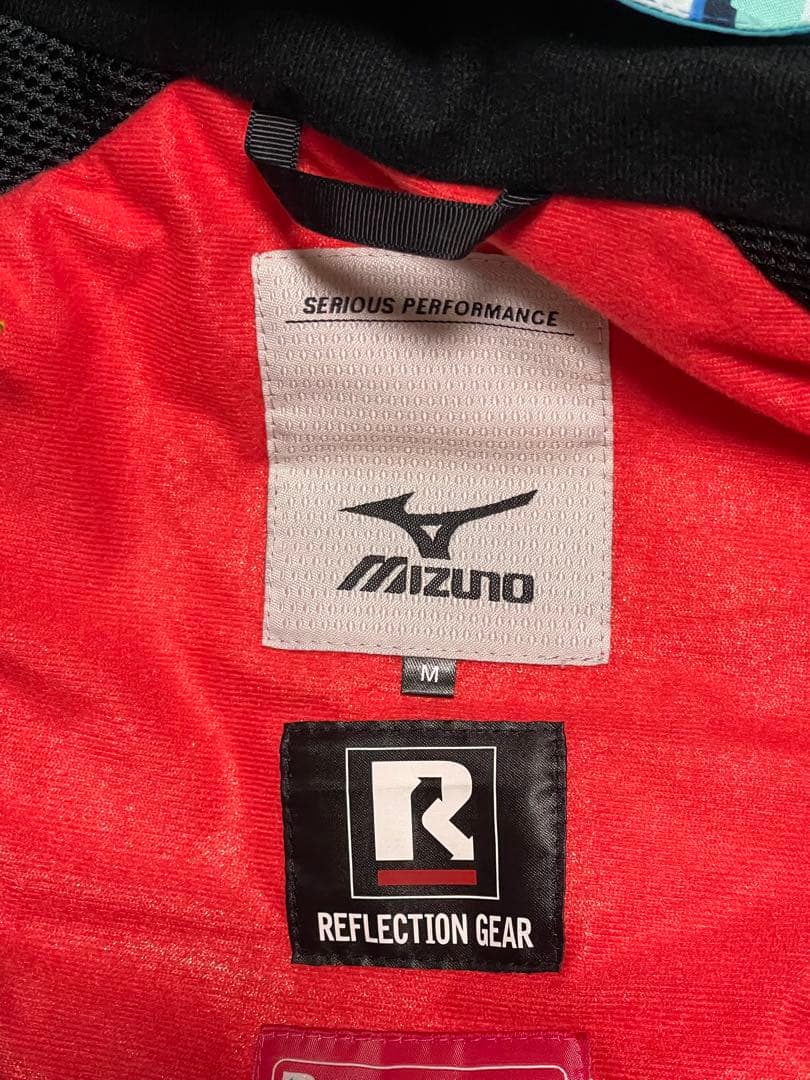 SERIOUS PERFORMANCE
MIZUNO
M
R
REFLECTION GEAR